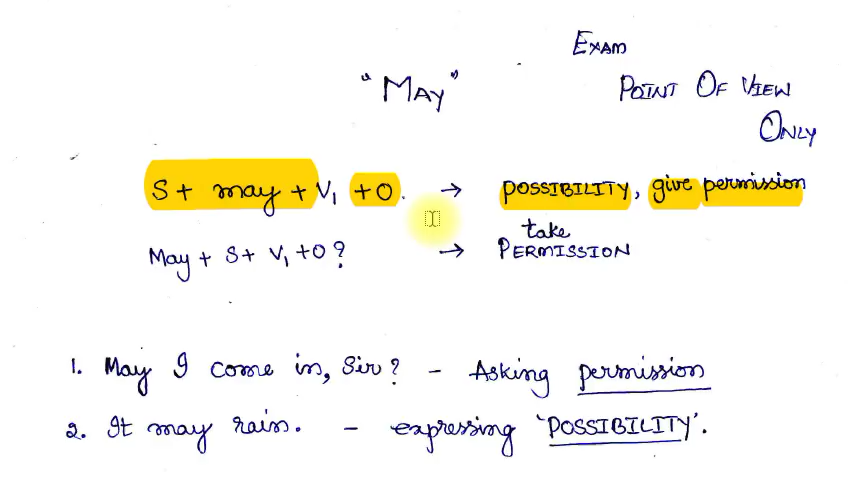 EXAM
"MAY"
POINT OF VIEW
ONLY
S + may + V₁ + O. → POSSIBILITY, give permission
take
May + S + V₁ + O? → PERMISSION
1. May I come in, Sir? - Asking permission
2. It may rain. - expressing 'POSSIBILITY'.